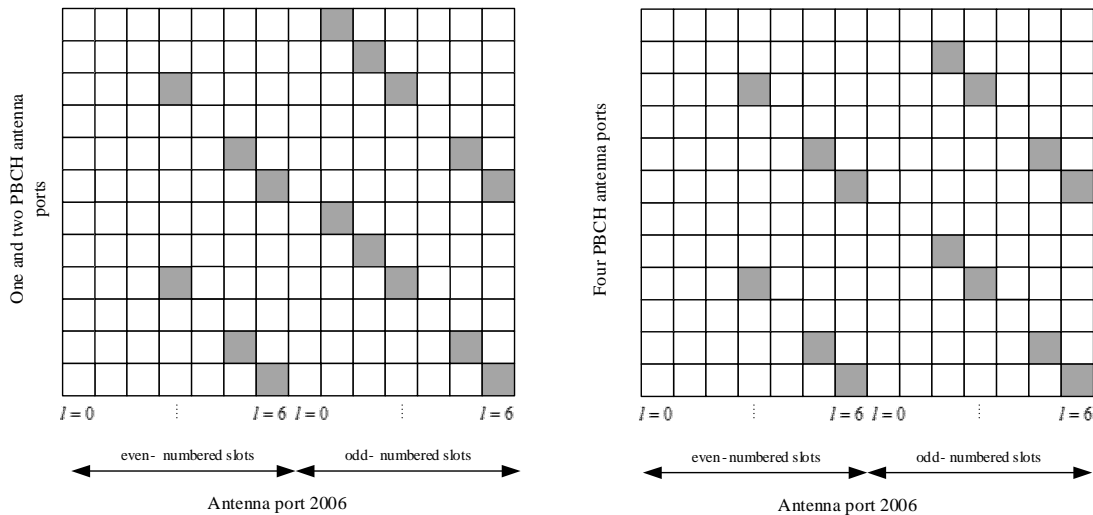 One and two PBCH antenna
ports
l = 0
⋮
l = 6
l = 0
⋮
l = 6
even- numbered slots
odd- numbered slots
Antenna port 2006
Four PBCH antenna ports
l = 0
⋮
l = 6
l = 0
⋮
l = 6
even-numbered slots
odd- numbered slots
Antenna port 2006